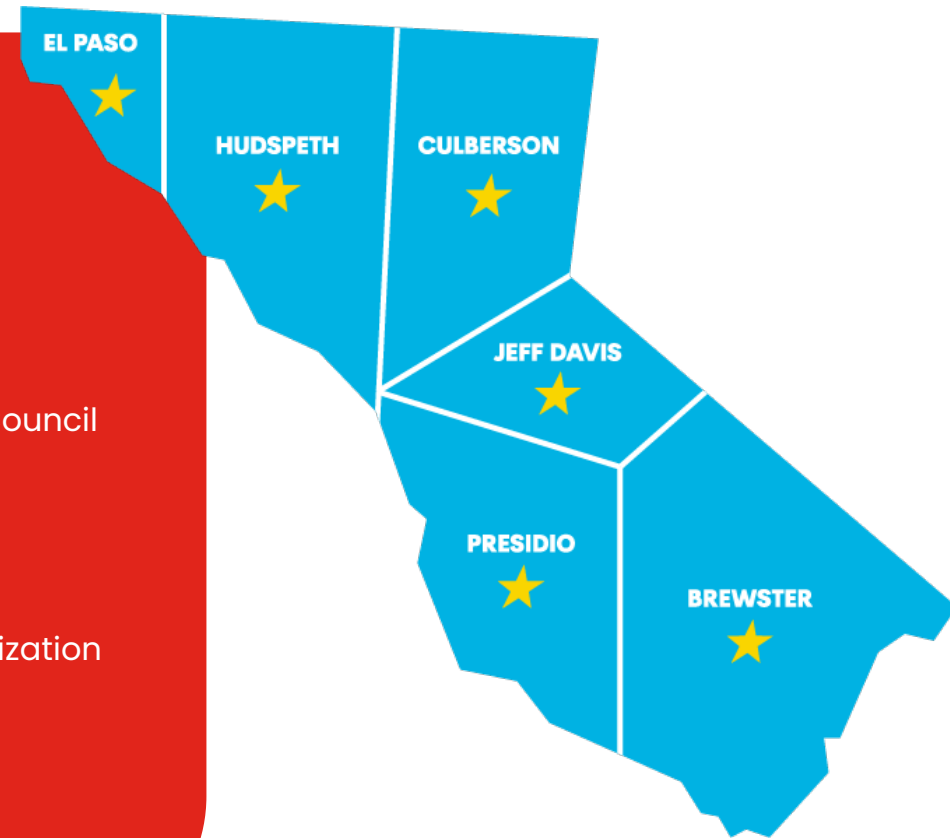 EL PASO
HUDSPETH
CULBERSON
JEFF DAVIS
ouncil
PRESIDIO
BREWSTER
ization